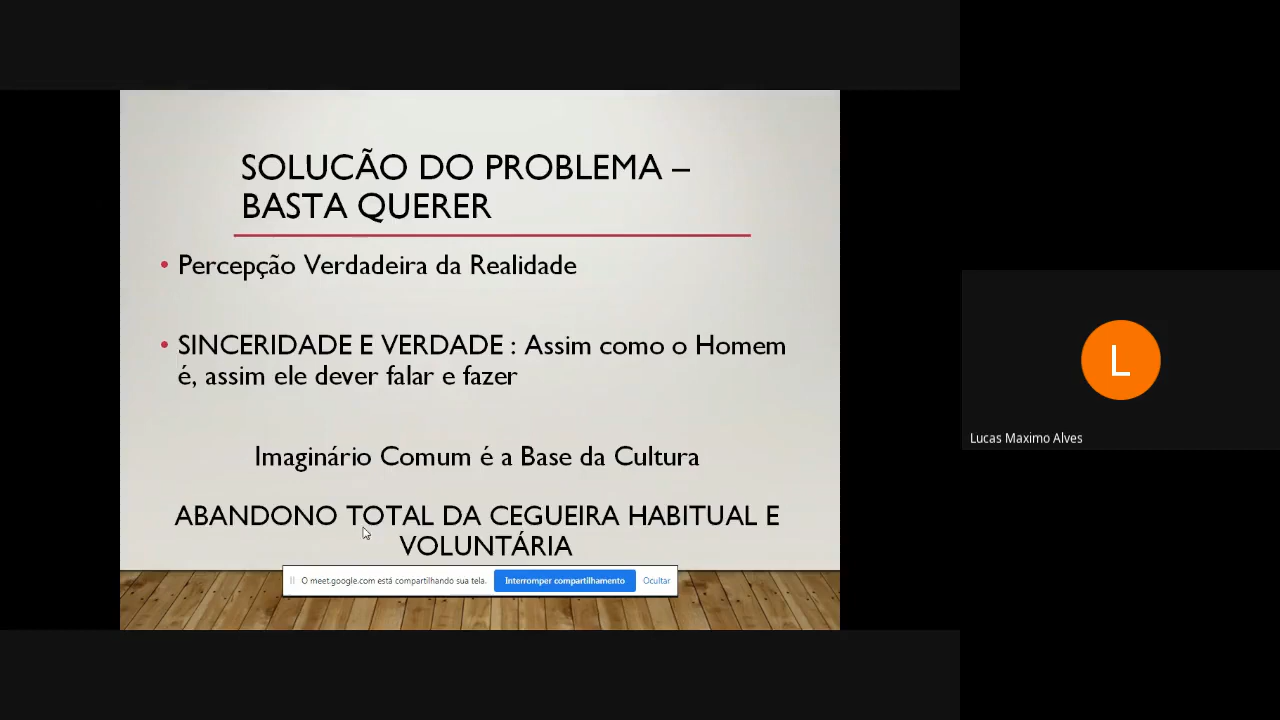 SOLUCÃO DO PROBLEMA –
BASTA QUERER
• Percepção Verdadeira da Realidade
• SINCERIDADE E VERDADE : Assim como o Homem
é, assim ele dever falar e fazer
Imaginário Comum é a Base da Cultura
ABANDONO TOTAL DA CEGUEIRA HABITUAL E
VOLUNTÁRIA
O meet.google.com está compartilhando sua tela. Interromper compartilhamento Ocultar
L
Lucas Maximo Alves